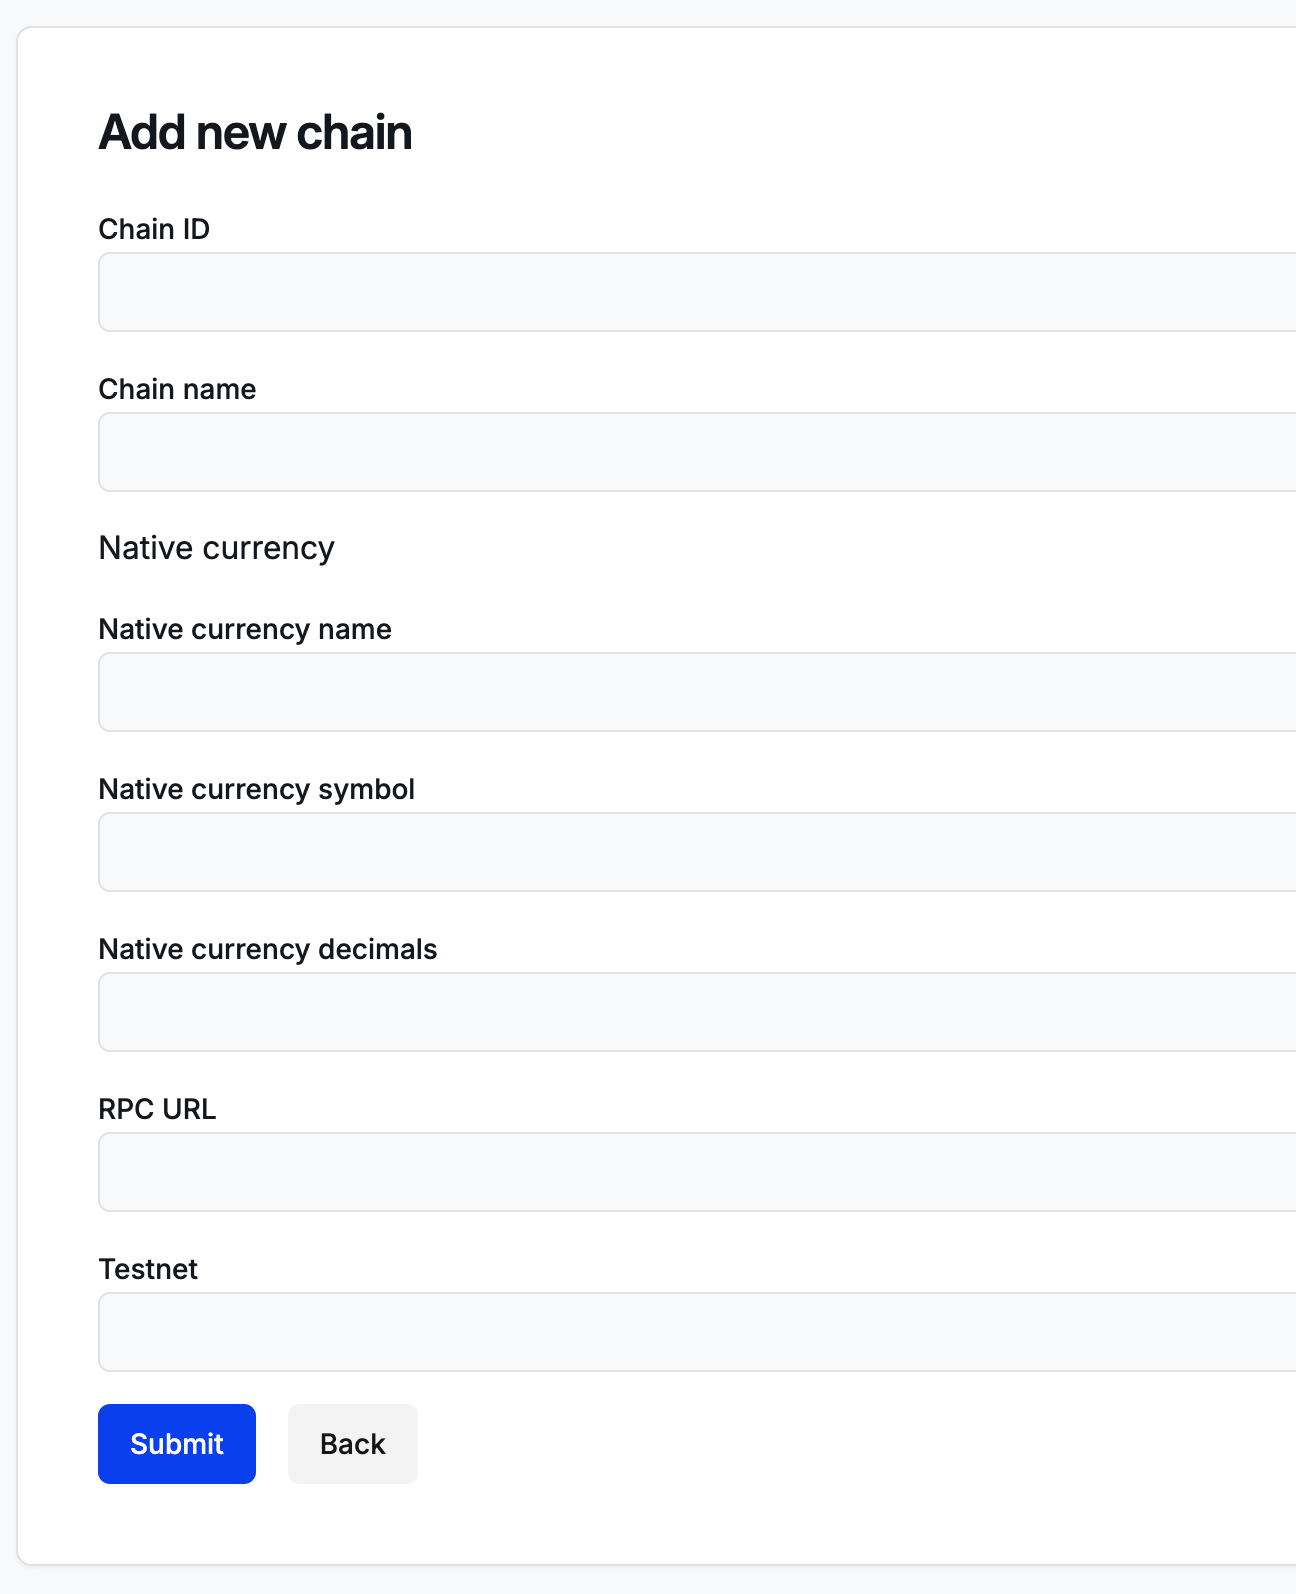 Add new chain
Chain ID
Chain name
Native currency
Native currency name
Native currency symbol
Native currency decimals
RPC URL
Testnet
Submit
Back